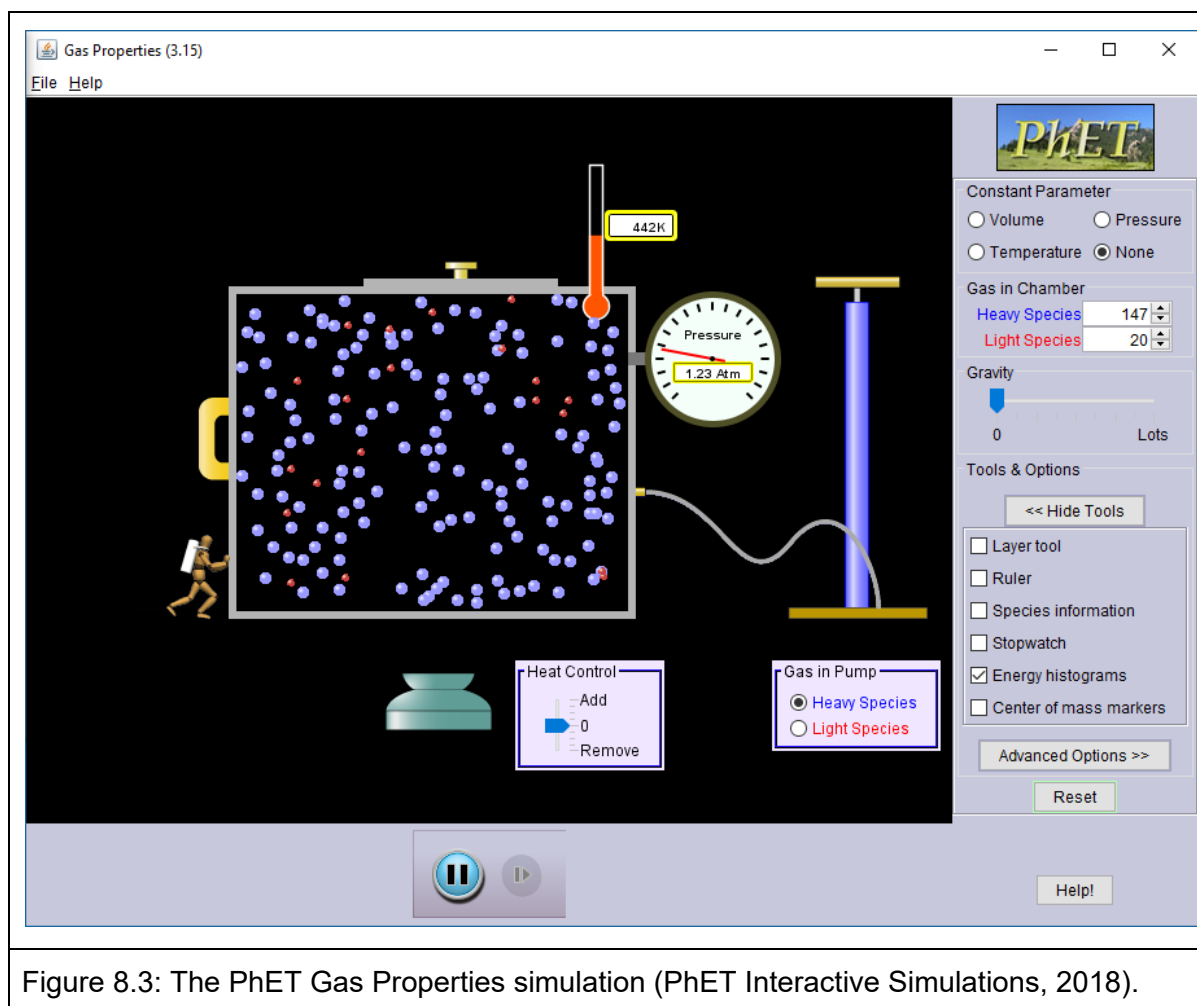 Gas Properties (3.15)
File Help
PhET
Constant Parameter
Volume Pressure
Temperature None
Gas in Chamber
Heavy Species 147
Light Species 20
Gravity
0 Lots
Tools & Options
<< Hide Tools
Layer tool
Ruler
Species information
Stopwatch
Energy histograms
Center of mass markers
Advanced Options >>
Reset
Help!
442K
Pressure
1.23 Atm
Heat Control
Add
0
Remove
Gas in Pump
Heavy Species
Light Species
Figure 8.3: The PhET Gas Properties simulation (PhET Interactive Simulations, 2018).